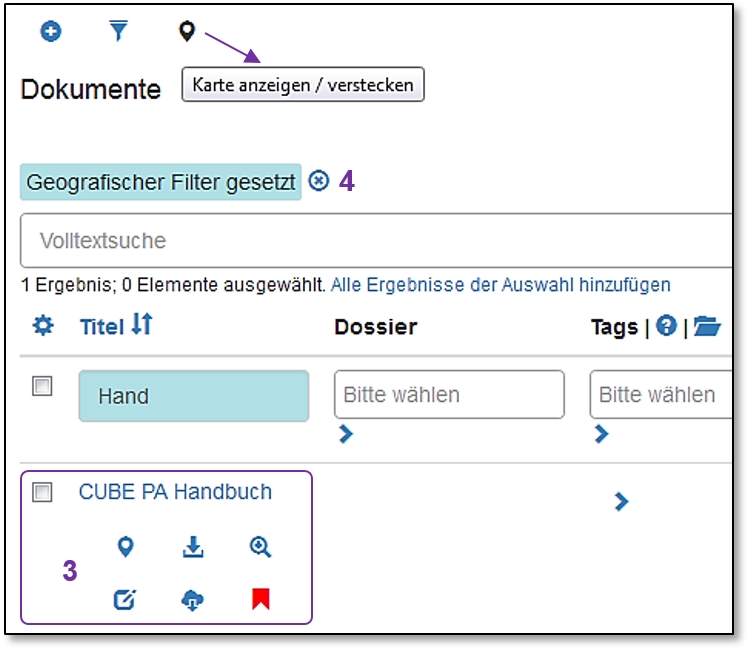 Dokumente
Karte anzeigen / verstecken
Geografischer Filter gesetzt 4
Volltextsuche
1 Ergebnis; 0 Elemente ausgewählt. Alle Ergebnisse der Auswahl hinzufügen
Titel Dossier Tags | ? |
Hand Bitte wählen Bitte wählen
CUBE PA Handbuch
3